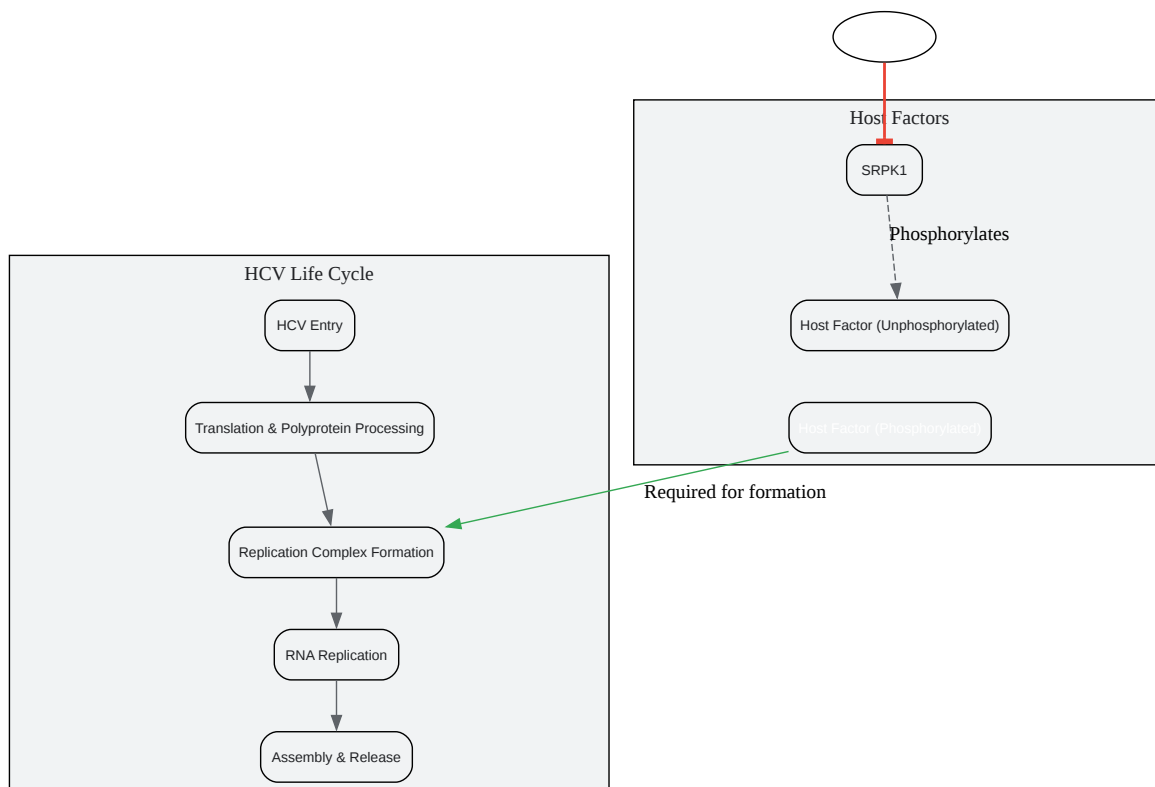 Host Factors
SRPK1
Phosphorylates
HCV Life Cycle
HCV Entry
Host Factor (Unphosphorylated)
Translation & Polyprotein Processing
Host Factor (Phosphorylated)
Required for formation
Replication Complex Formation
RNA Replication
Assembly & Release